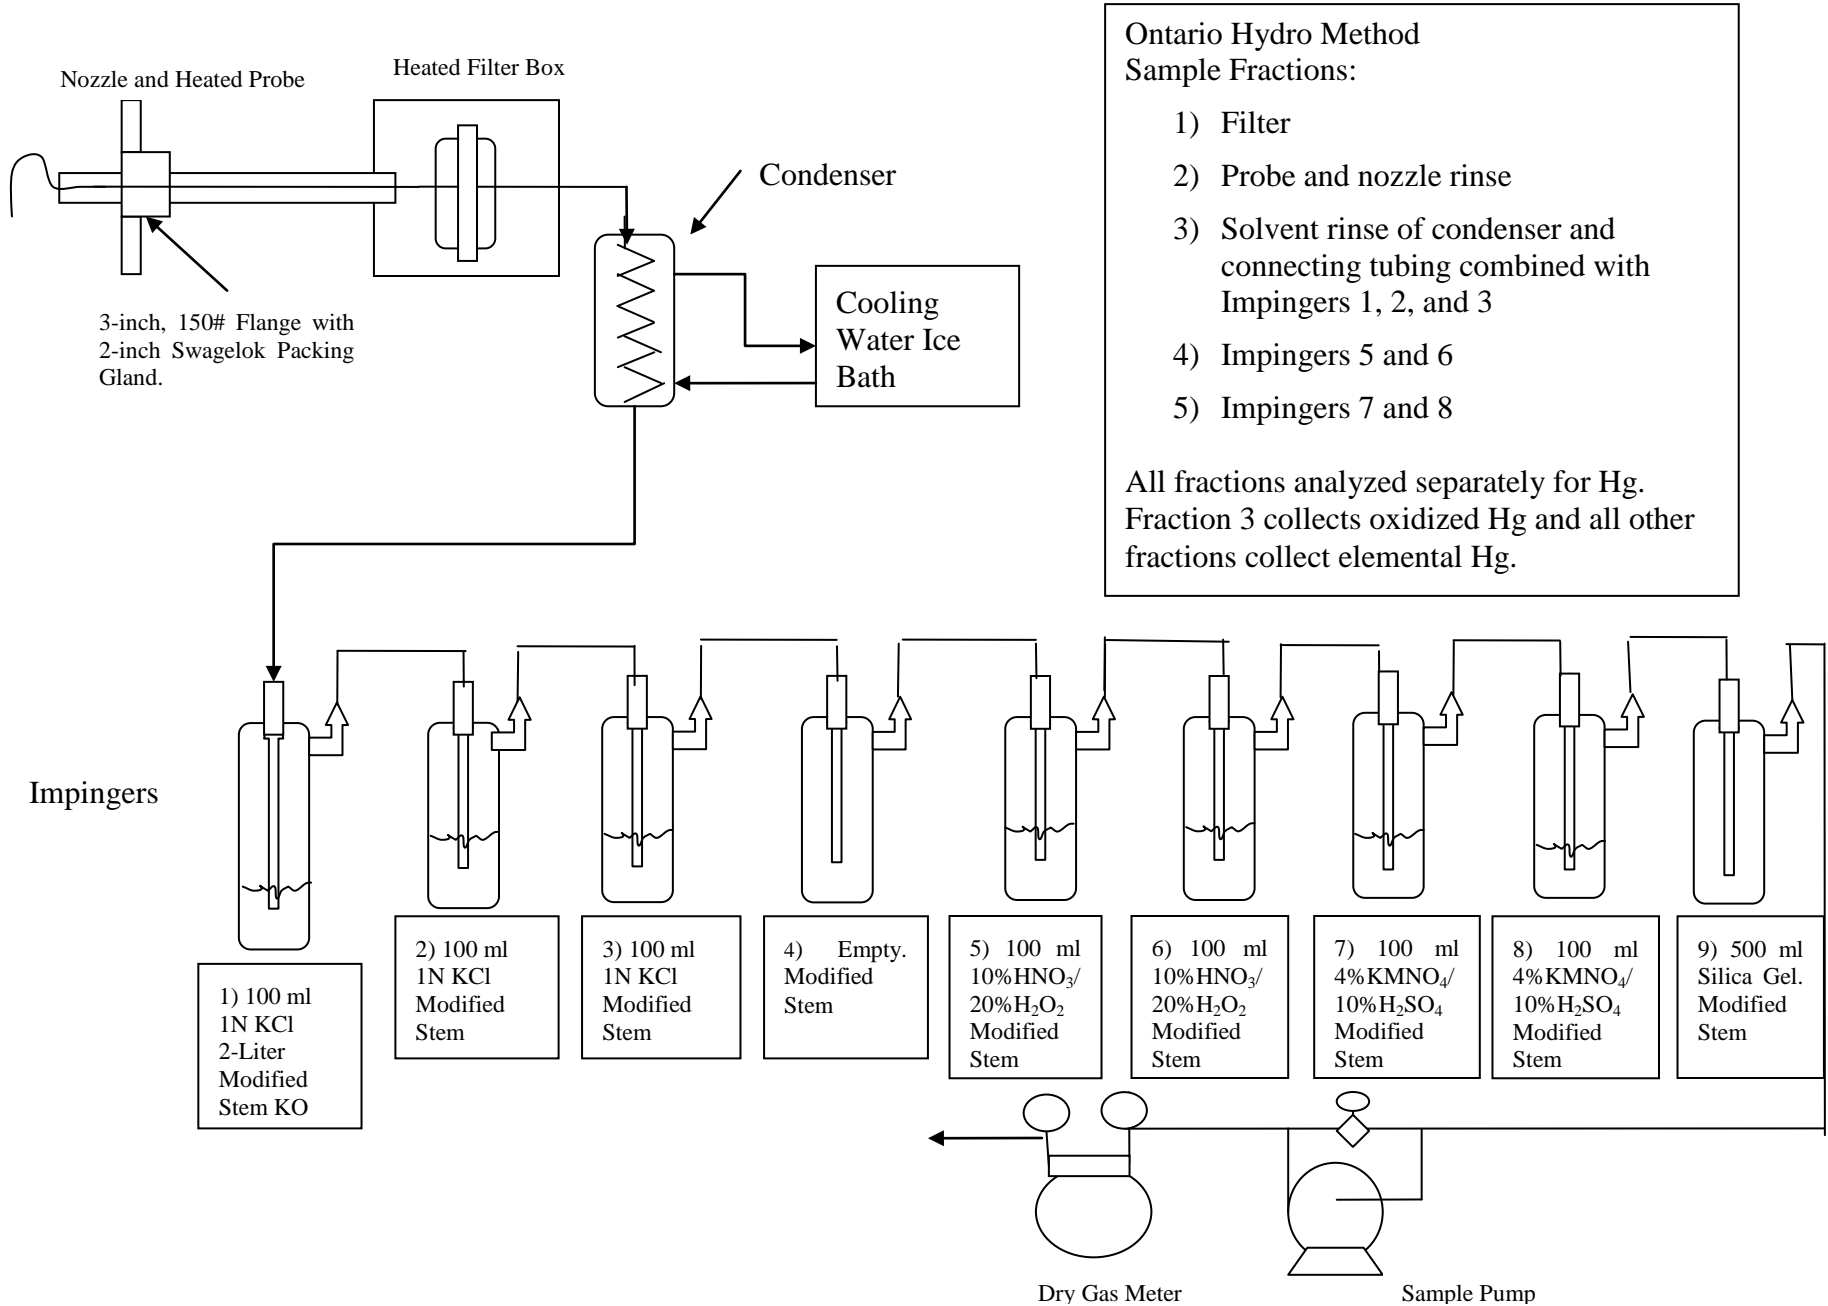 Nozzle and Heated Probe
Heated Filter Box
Condenser
3-inch, 150# Flange with
2-inch Swagelok Packing
Gland.
Cooling
Water Ice
Bath
Ontario Hydro Method
Sample Fractions:
1) Filter
2) Probe and nozzle rinse
3) Solvent rinse of condenser and
connecting tubing combined with
Impingers 1, 2, and 3
4) Impingers 5 and 6
5) Impingers 7 and 8
All fractions analyzed separately for Hg.
Fraction 3 collects oxidized Hg and all other
fractions collect elemental Hg.
Impingers
1) 100 ml
1N KCl
2-Liter
Modified
Stem KO
2) 100 ml
1N KCl
Modified
Stem
3) 100 ml
1N KCl
Modified
Stem
4) Empty.
Modified
Stem
5) 100 ml
10%HNO₃/
20%H₂O₂
Modified
Stem
6) 100 ml
10%HNO₃/
20%H₂O₂
Modified
Stem
7) 100 ml
4%KMNO₄/
10%H₂SO₄
Modified
Stem
8) 100 ml
4%KMNO₄/
10%H₂SO₄
Modified
Stem
9) 500 ml
Silica Gel.
Modified
Stem
Dry Gas Meter
Sample Pump